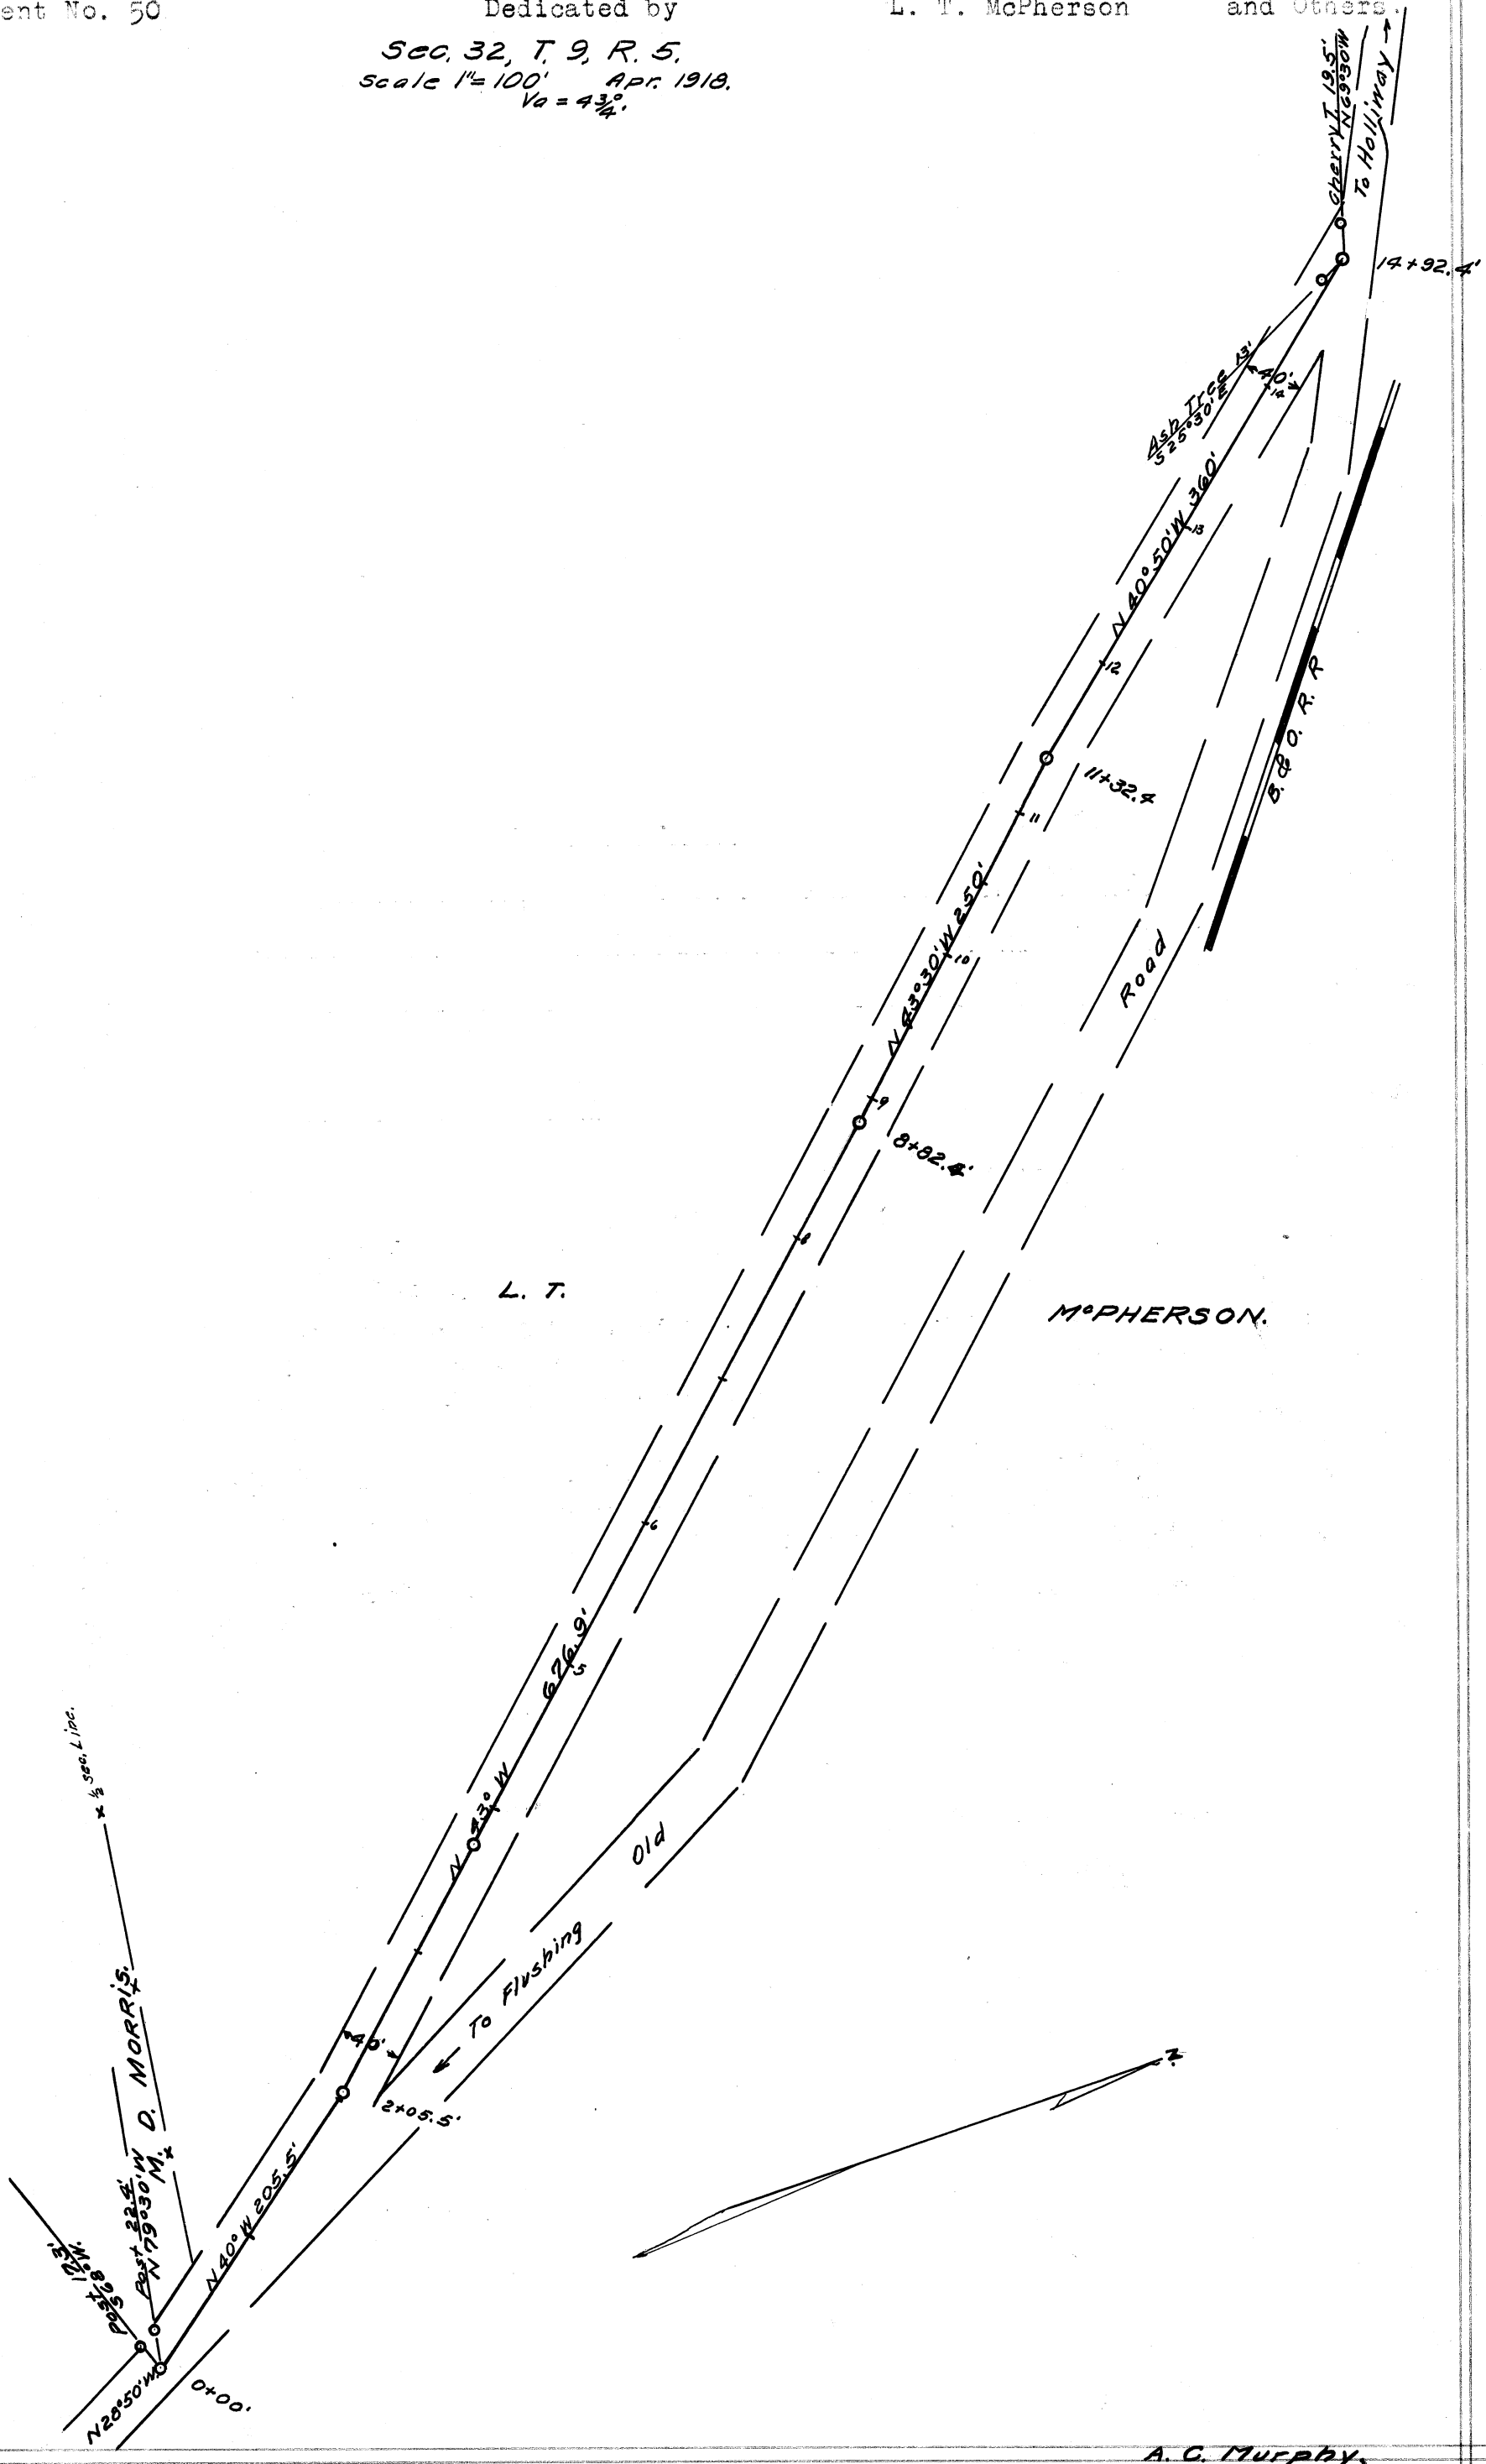 ent No. 50 Dedicated by L. T. McPherson and Others.
Sec. 32, T. 9, R. 5.
Scale 1"= 100' Apr. 1918.
Va = 4¾°.
Cherry T. 19.5'
N69°30'W
To Holliway
14+92.4'
Ash Tree 13'
S25°30'E
40'
14
N 40° 50' W 360'
13
12
B. & O. R. R
11+32.4
11
N 43°30' W 250'
10
Road
9
8+82.4'
8
L. T. McPHERSON.
6
N 43° W 676.9'
5
x ½ Sec. Line.
Old
To Flushing
M. D. MORRIS.
40'
2+05.5'
N
Post 22.4'
N79°30'W
N40°W 205.5'
Post 17.3'
S68°W.
N28°50'W
0+00'
A. C. Murphy.